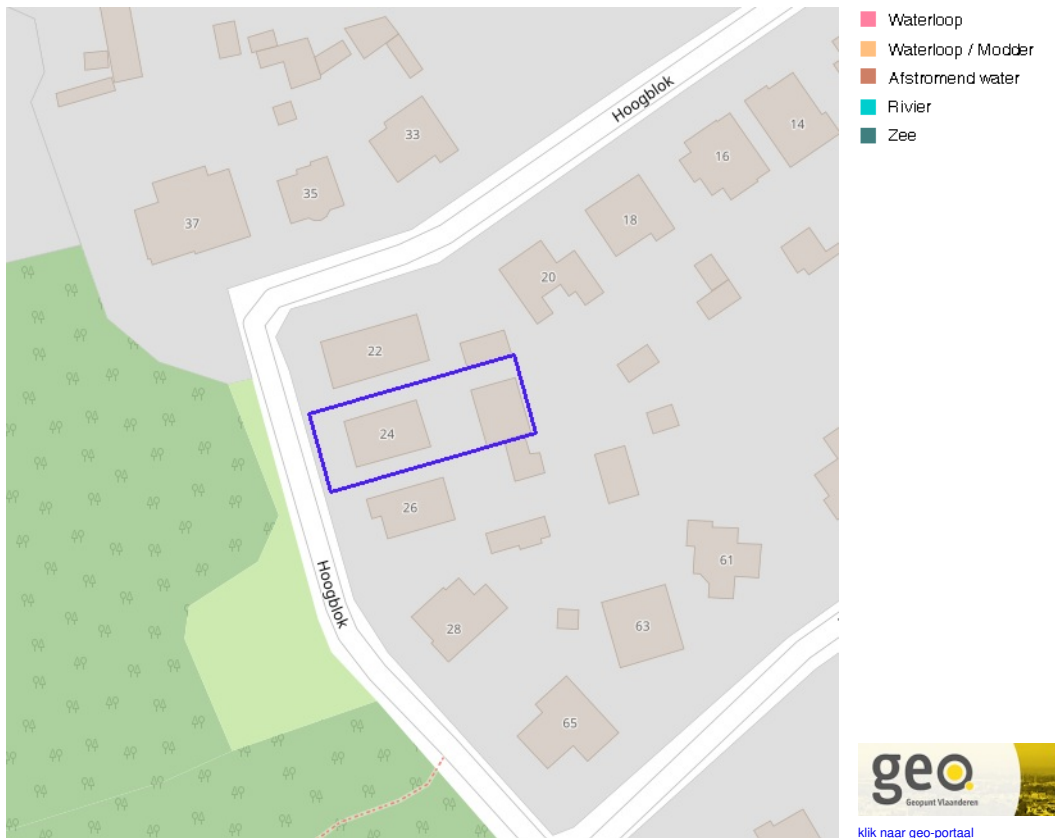 Waterloop
Waterloop / Modder
Afstromend water
Rivier
Zee
Hoogblok
14
16
33
18
35
37
20
22
24
26
Hoogblok
61
28
63
65
geo.
Geopunt Vlaanderen
klik naar geo-portaal